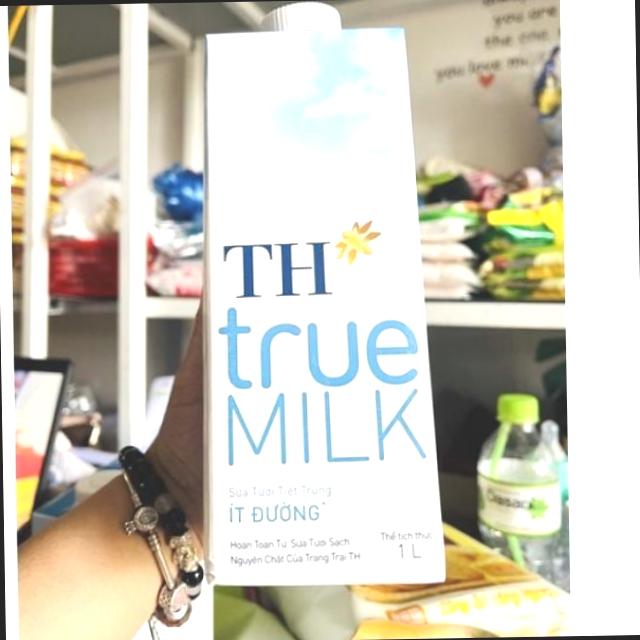 you are
the one,
you love
TH
true
MILK
Sữa Tươi Tiệt Trùng
ÍT ĐƯỜNG*
Hoàn Toàn Từ Sữa Tươi Sạch
Nguyên Chất Của Trang Trại TH
Thể tích thực
1 L
Dasani